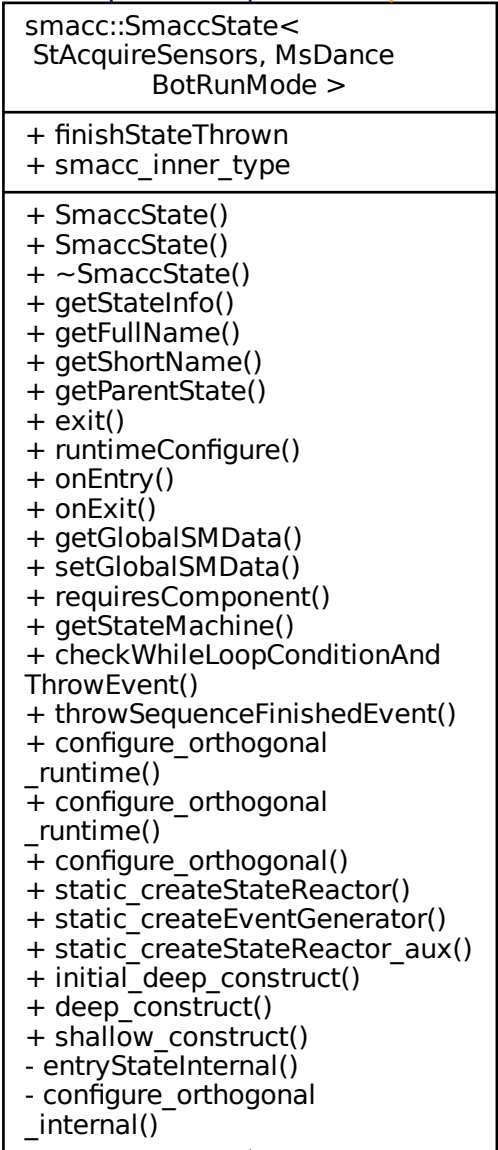 smacc::SmaccState<
StAcquireSensors, MsDance
BotRunMode >
+ finishStateThrown
+ smacc_inner_type
+ SmaccState()
+ SmaccState()
+ ~SmaccState()
+ getStateInfo()
+ getFullName()
+ getShortName()
+ getParentState()
+ exit()
+ runtimeConfigure()
+ onEntry()
+ onExit()
+ getGlobalSMData()
+ setGlobalSMData()
+ requiresComponent()
+ getStateMachine()
+ checkWhileLoopConditionAnd
ThrowEvent()
+ throwSequenceFinishedEvent()
+ configure_orthogonal
_runtime()
+ configure_orthogonal
_runtime()
+ configure_orthogonal()
+ static_createStateReactor()
+ static_createEventGenerator()
+ static_createStateReactor_aux()
+ initial_deep_construct()
+ deep_construct()
+ shallow_construct()
- entryStateInternal()
- configure_orthogonal
_internal()